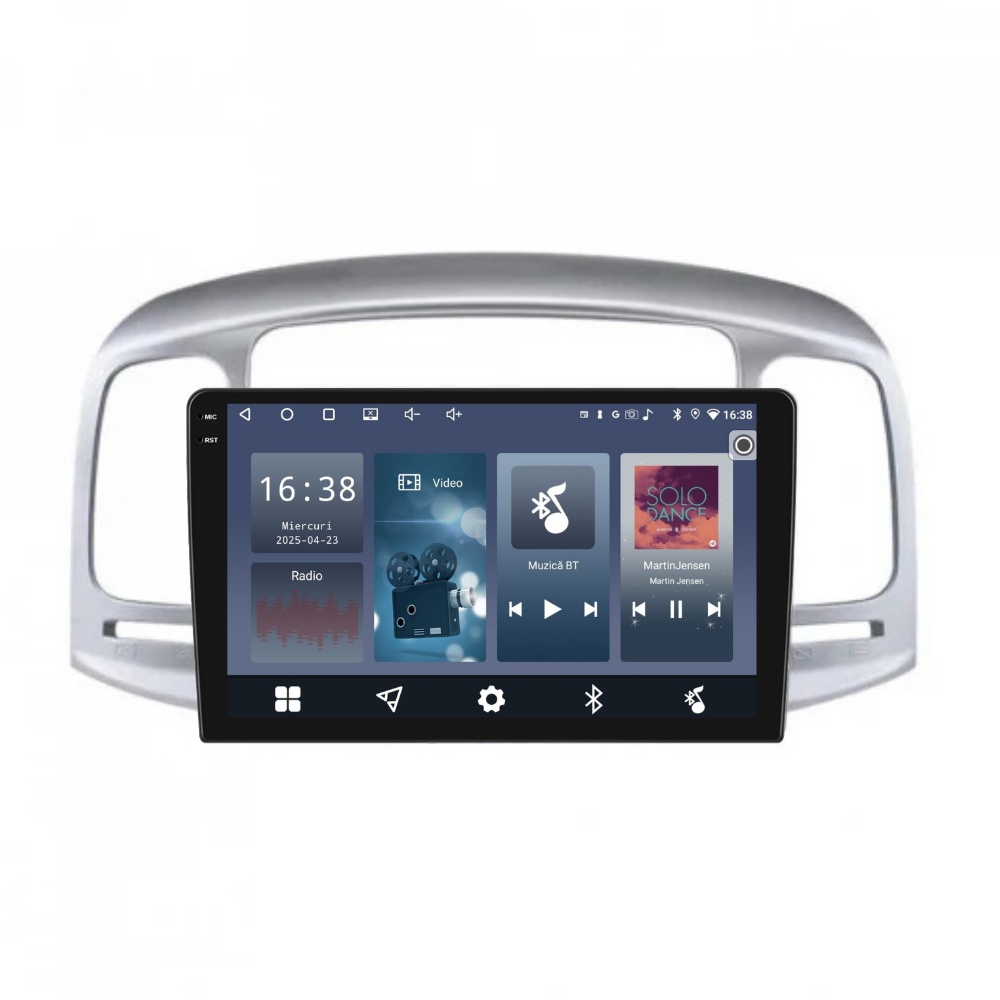 MIC
RST
16:38
16:38
Miercuri
2025-04-23
Radio
Video
Muzică BT
SOLO
DANCE
MartinJensen
Martin Jensen